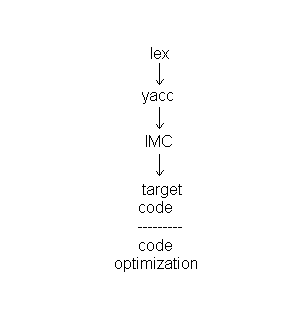 lex
yacc
IMC
target
code
---------
code
optimization